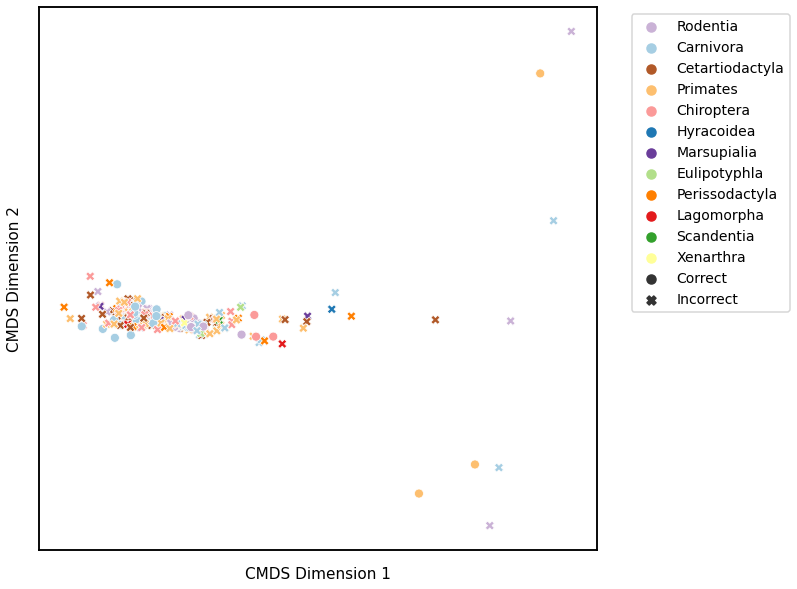 Rodentia
Carnivora
Cetartiodactyla
Primates
Chiroptera
Hyracoidea
Marsupialia
Eulipotyphla
Perissodactyla
Lagomorpha
Scandentia
Xenarthra
Correct
Incorrect
CMDS Dimension 2
CMDS Dimension 1